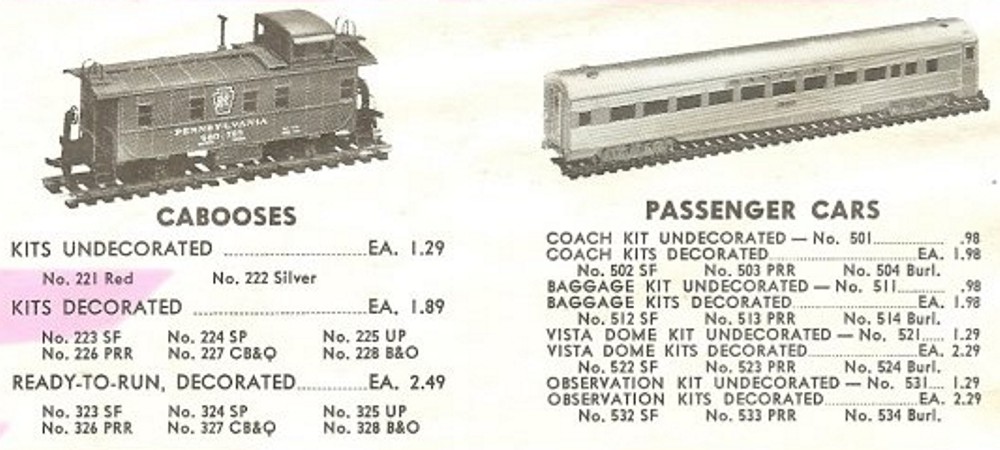 PENNSYLVANIA
CABOOSES
KITS UNDECORATED ........ EA. 1.29
No. 221 Red No. 222 Silver
KITS DECORATED ........ EA. 1.89
No. 223 SF No. 224 SP No. 225 UP
No. 226 PRR No. 227 CB&Q No. 228 B&O
READY-TO-RUN, DECORATED ........ EA. 2.49
No. 323 SF No. 324 SP No. 325 UP
No. 326 PRR No. 327 CB&Q No. 328 B&O
PASSENGER CARS
COACH KIT UNDECORATED — No. 501 ........ .98
COACH KITS DECORATED ........ EA. 1.98
No. 502 SF No. 503 PRR No. 504 Burl.
BAGGAGE KIT UNDECORATED — No. 511 ........ .98
BAGGAGE KITS DECORATED ........ EA. 1.98
No. 512 SF No. 513 PRR No. 514 Burl.
VISTA DOME KIT UNDECORATED — No. 521 ..... 1.29
VISTA DOME KITS DECORATED ........ EA. 2.29
No. 522 SF No. 523 PRR No. 524 Burl.
OBSERVATION KIT UNDECORATED — No. 531 .... 1.29
OBSERVATION KITS DECORATED ........ EA. 2.29
No. 532 SF No. 533 PRR No. 534 Burl.